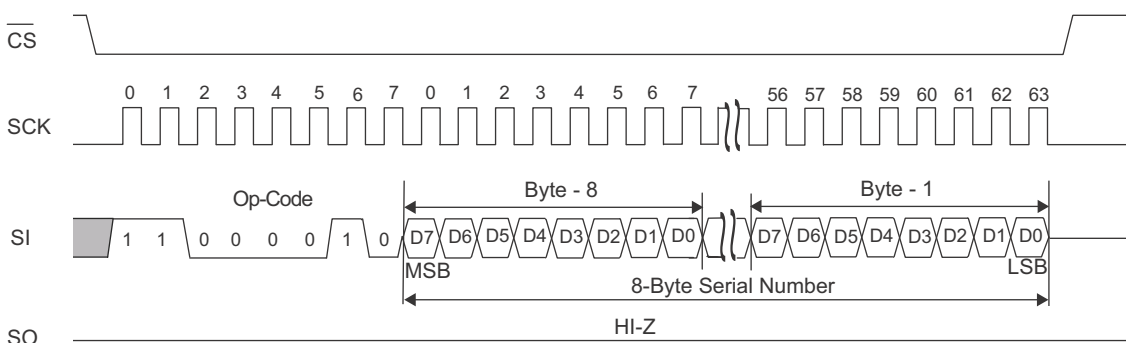 CS
0 1 2 3 4 5 6 7 0 1 2 3 4 5 6 7 56 57 58 59 60 61 62 63
SCK
Op-Code Byte - 8 Byte - 1
SI 1 1 0 0 0 0 1 0 D7 D6 D5 D4 D3 D2 D1 D0 D7 D6 D5 D4 D3 D2 D1 D0
MSB LSB
8-Byte Serial Number
HI-Z
SO